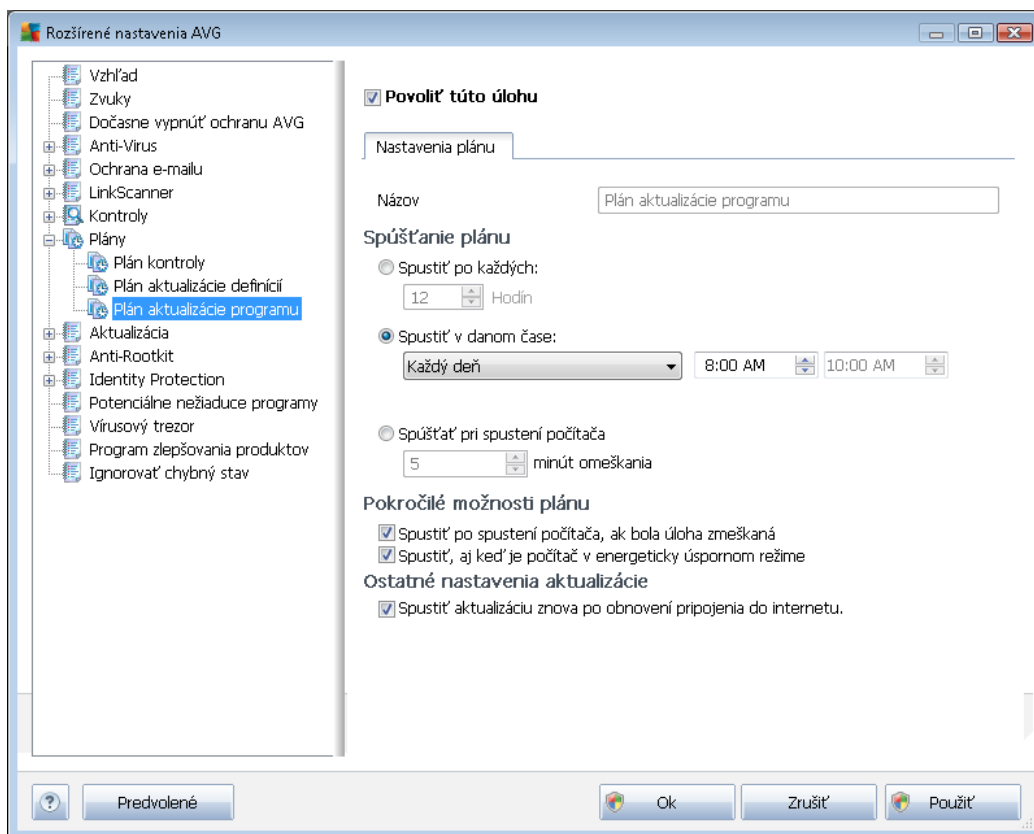 Rozšírené nastavenia AVG
Vzhľad
Zvuky
Dočasne vypnúť ochranu AVG
Anti-Virus
Ochrana e-mailu
LinkScanner
Kontroly
Plány
Plán kontroly
Plán aktualizácie definícií
Plán aktualizácie programu
Aktualizácia
Anti-Rootkit
Identity Protection
Potenciálne nežiaduce programy
Vírusový trezor
Program zlepšovania produktov
Ignorovať chybný stav
Povoliť túto úlohu
Nastavenia plánu
Názov Plán aktualizácie programu
Spúšťanie plánu
Spustiť po každých:
12 Hodín
Spustiť v danom čase:
Každý deň 8:00 AM 10:00 AM
Spúšťať pri spustení počítača
5 minút omeškania
Pokročilé možnosti plánu
Spustiť po spustení počítača, ak bola úloha zmeškaná
Spustiť, aj keď je počítač v energeticky úspornom režime
Ostatné nastavenia aktualizácie
Spustiť aktualizáciu znova po obnovení pripojenia do internetu.
? Predvolené Ok Zrušiť Použiť